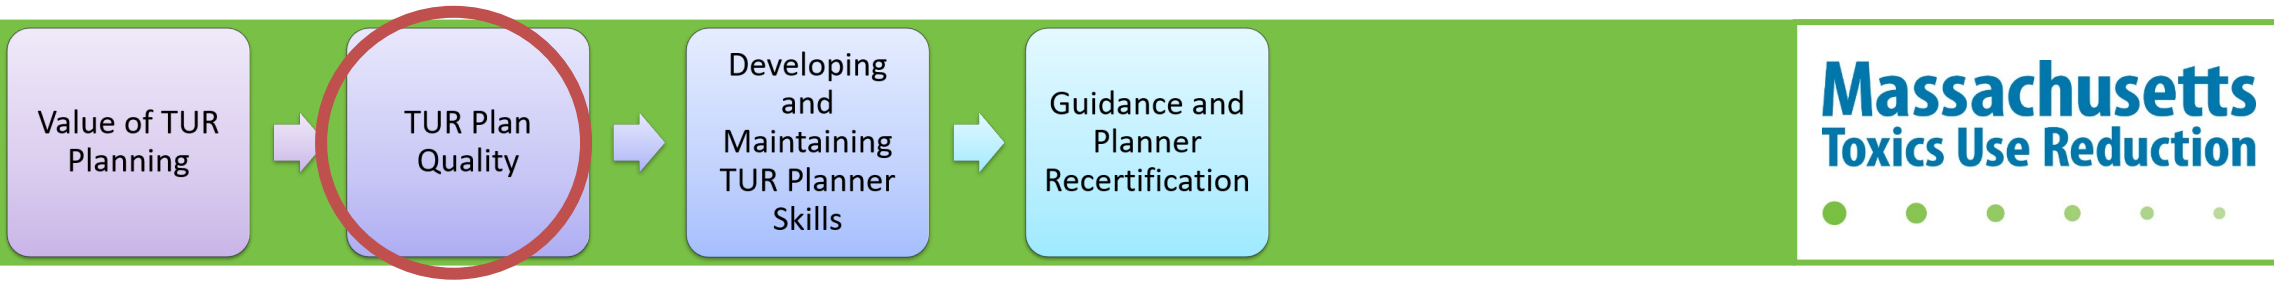 Value of TUR
Planning
TUR Plan
Quality
Developing
and
Maintaining
TUR Planner
Skills
Guidance and
Planner
Recertification
Massachusetts
Toxics Use Reduction